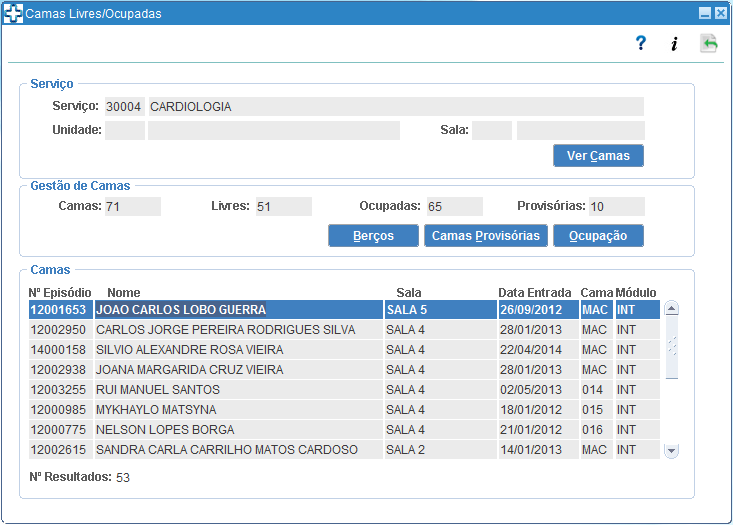 Camas Livres/Ocupadas
? i
Serviço
Serviço: 30004 CARDIOLOGIA
Unidade: Sala:
Ver Camas
Gestão de Camas
Camas: 71 Livres: 51 Ocupadas: 65 Provisórias: 10
Berços Camas Provisórias Ocupação
Camas
Nº Episódio Nome Sala Data Entrada Cama Módulo
12001653 JOAO CARLOS LOBO GUERRA SALA 5 26/09/2012 MAC INT
12002950 CARLOS JORGE PEREIRA RODRIGUES SILVA SALA 4 28/01/2013 MAC INT
14000158 SILVIO ALEXANDRE ROSA VIEIRA SALA 4 22/04/2014 MAC INT
12002938 JOANA MARGARIDA CRUZ VIEIRA SALA 4 28/01/2013 MAC INT
12003255 RUI MANUEL SANTOS SALA 4 02/05/2013 014 INT
12000985 MYKHAYLO MATSYNA SALA 4 18/01/2012 015 INT
12000775 NELSON LOPES BORGA SALA 4 21/01/2012 016 INT
12002615 SANDRA CARLA CARRILHO MATOS CARDOSO SALA 2 14/01/2013 MAC INT
Nº Resultados: 53